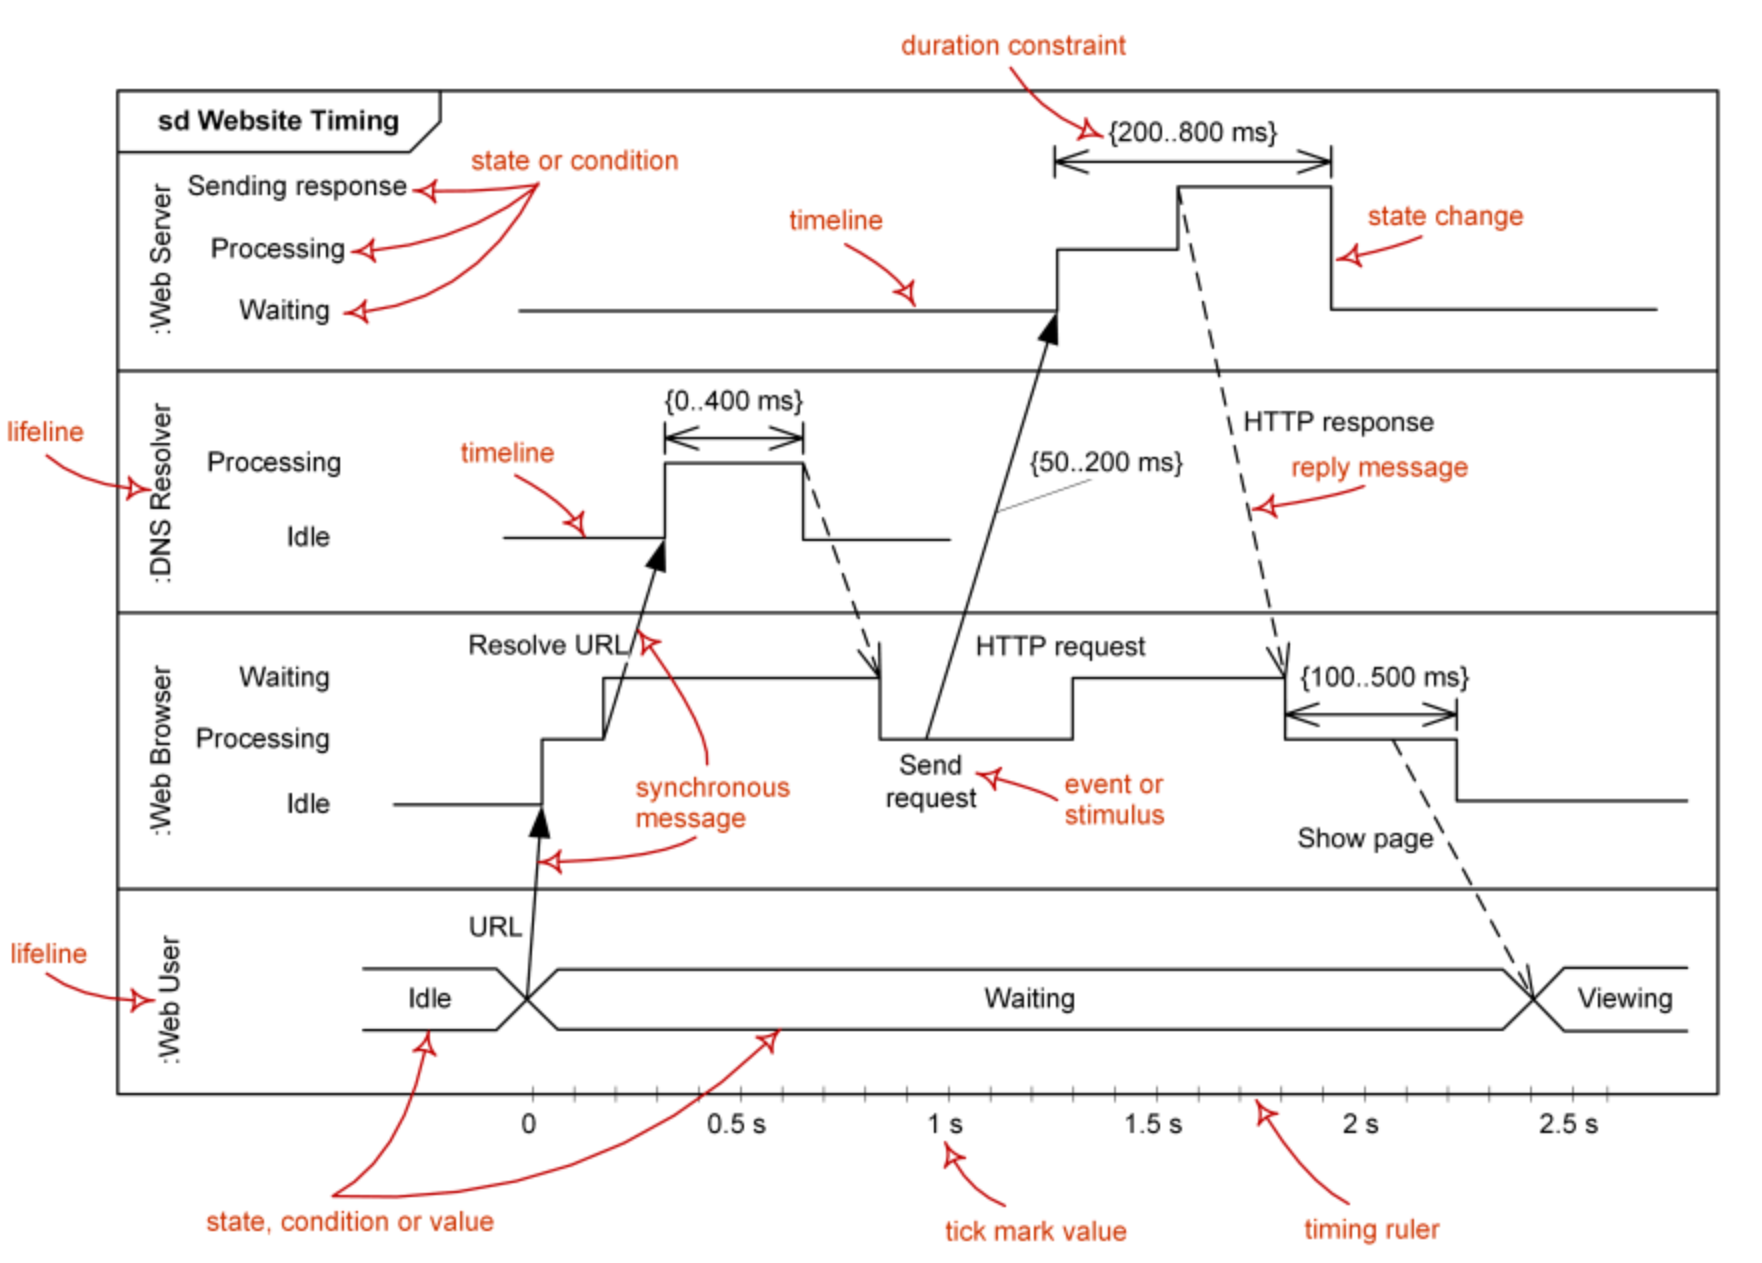 duration constraint
sd Website Timing
{200..800 ms}
state or condition
Sending response
timeline
state change
Processing
Waiting
:Web Server
{0..400 ms}
HTTP response
lifeline
timeline
Processing
{50..200 ms}
reply message
Idle
:DNS Resolver
Resolve URL
HTTP request
Waiting
{100..500 ms}
Processing
Send
request
event or
stimulus
synchronous
message
Idle
Show page
:Web Browser
URL
lifeline
Idle
Waiting
Viewing
:Web User
0
0.5 s
1 s
1.5 s
2 s
2.5 s
state, condition or value
tick mark value
timing ruler